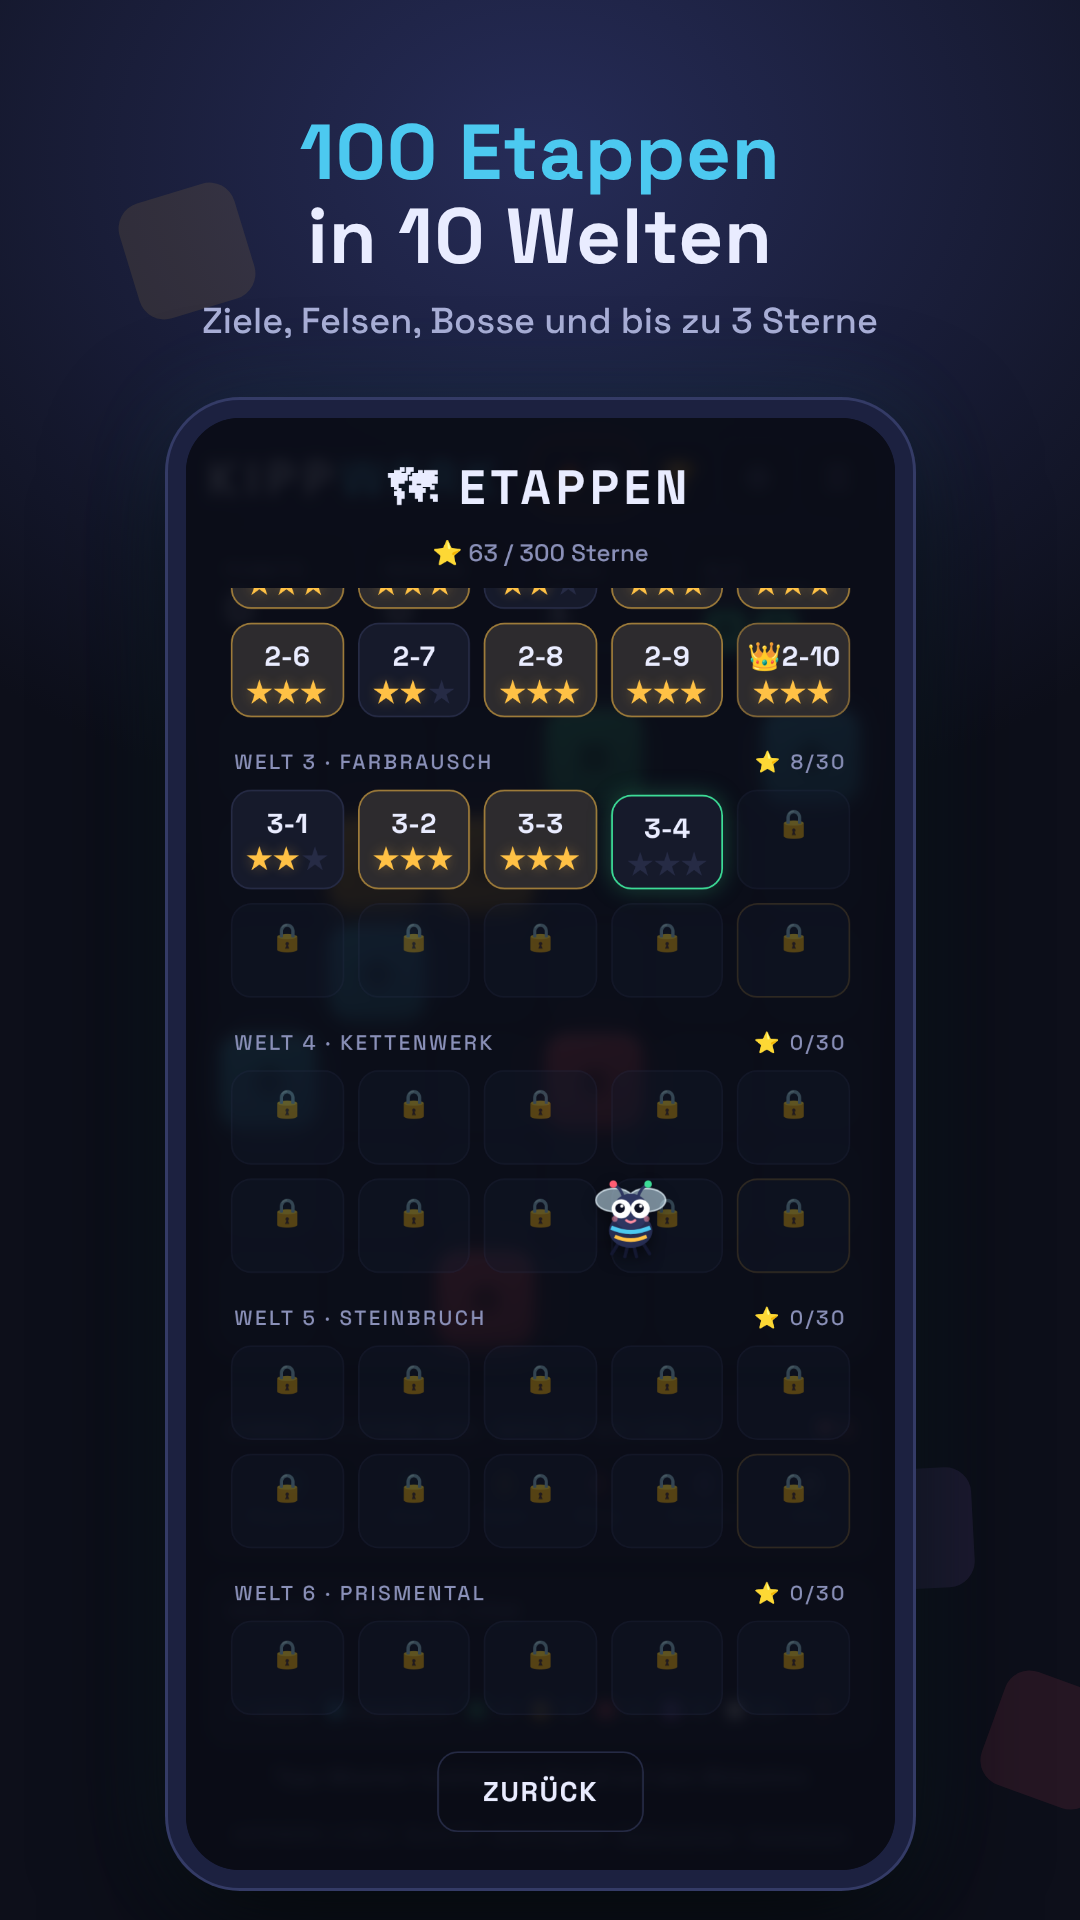 100 Etappen
in 10 Welten
Ziele, Felsen, Bosse und bis zu 3 Sterne
ETAPPEN
63 / 300 Sterne
2-6 2-7 2-8 2-9 2-10
WELT 3 · FARBRAUSCH 8/30
3-1 3-2 3-3 3-4
WELT 4 · KETTENWERK 0/30
WELT 5 · STEINBRUCH 0/30
WELT 6 · PRISMENTAL 0/30
ZURÜCK